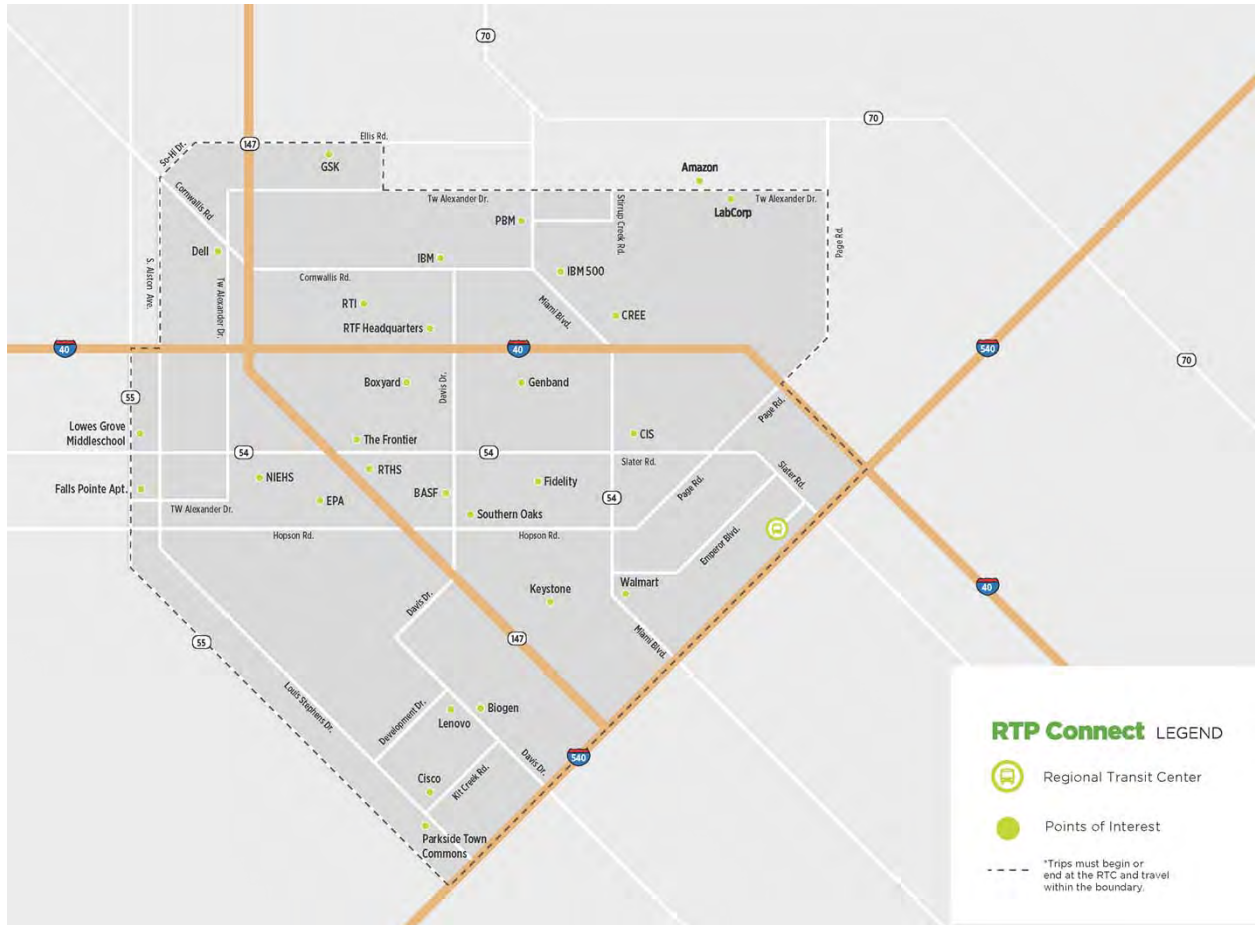 70
70
Ellis Rd.
147
So-Hi Dr.
GSK
Amazon
Cornwallis Rd
Tw Alexander Dr.
Stirrup Creek Rd.
LabCorp
Tw Alexander Dr.
PBM
Page Rd.
Dell
IBM
S. Alston Ave.
Tw Alexander Dr.
Cornwallis Rd.
IBM 500
RTI
Miami Blvd.
CREE
RTF Headquarters
40
40
540
70
Boxyard
Davis Dr.
Genband
55
Page Rd.
Lowes Grove
Middleschool
The Frontier
CIS
54
54
Slater Rd.
RTHS
Slater Rd.
NIEHS
Fidelity
Page Rd.
Falls Pointe Apt.
BASF
54
EPA
TW Alexander Dr.
Southern Oaks
Hopson Rd.
Hopson Rd.
Emperor Blvd.
Walmart
Keystone
40
Davis Dr.
55
147
Miami Blvd.
Louis Stephens Dr.
Development Dr.
Biogen
Lenovo
540
Davis Dr.
Cisco
Kit Creek Rd.
Parkside Town
Commons
RTP Connect LEGEND
Regional Transit Center
Points of Interest
*Trips must begin or
end at the RTC and travel
within the boundary.